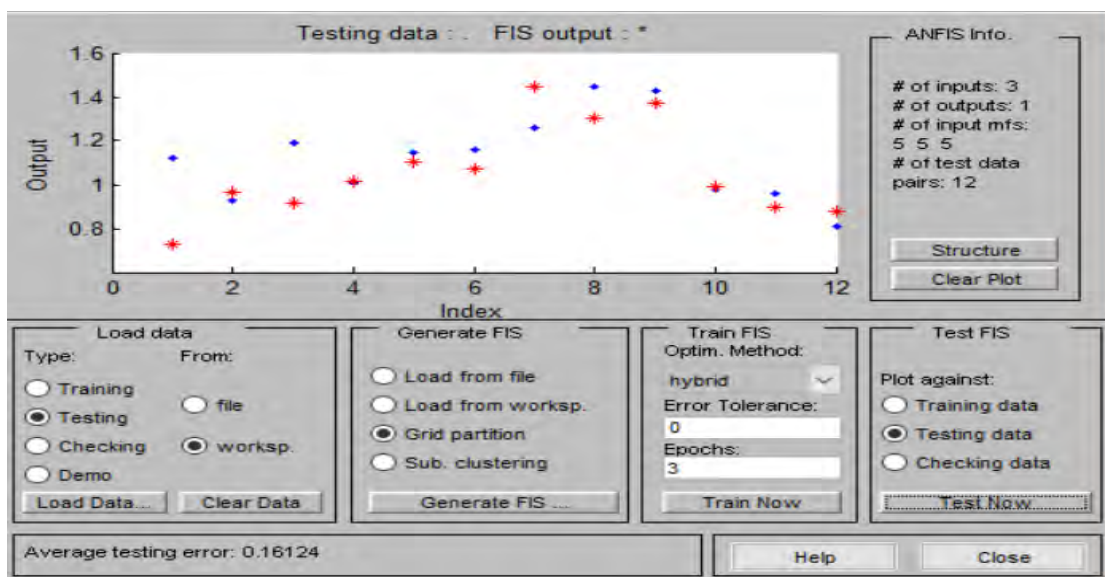 Testing data : .   FIS output : *
1.6
1.4
1.2
1
0.8
Output
0 2 4 6 8 10 12
Index
ANFIS Info.
# of inputs: 3
# of outputs: 1
# of input mfs:
5 5 5
# of test data
pairs: 12
Structure
Clear Plot
Load data
Type: From:
Training
Testing
Checking
Demo
file
worksp.
Load Data... Clear Data
Generate FIS
Load from file
Load from worksp.
Grid partition
Sub. clustering
Generate FIS ...
Train FIS
Optim. Method:
hybrid
Error Tolerance:
0
Epochs:
3
Train Now
Test FIS
Plot against:
Training data
Testing data
Checking data
Test Now
Average testing error: 0.16124
Help Close